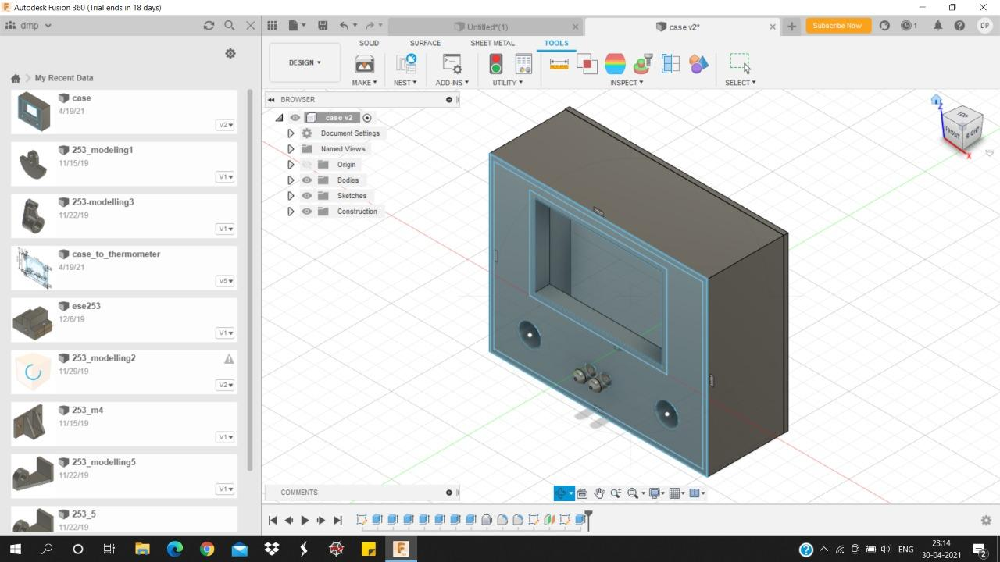 Autodesk Fusion 360 (Trial ends in 18 days)
dmp
Untitled*(1)
case v2*
Subscribe Now
1
DP
DESIGN
SOLID
SURFACE
SHEET METAL
TOOLS
MAKE
NEST
ADD-INS
UTILITY
INSPECT
SELECT
My Recent Data
case
4/19/21
V2
253_modeling1
11/15/19
V1
253-modelling3
11/22/19
V1
case_to_thermometer
4/19/21
V5
ese253
12/6/19
V1
253_modelling2
11/29/19
V2
253_m4
11/15/19
V1
253_modelling5
11/22/19
V1
253_5
11/22/19
BROWSER
case v2
Document Settings
Named Views
Origin
Bodies
Sketches
Construction
Z
TOP
FRONT
RIGHT
X
COMMENTS
ENG
23:14
30-04-2021
2